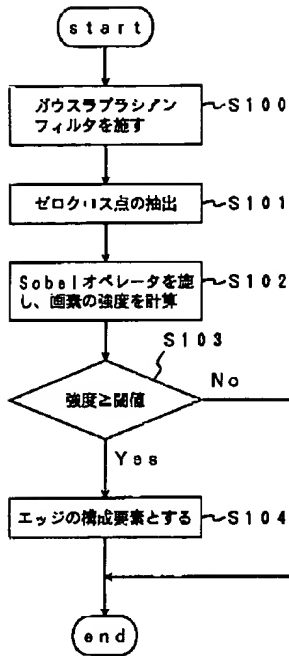 start
ガウスラプラシアン
フィルタを施す
S100
ゼロクロス点の抽出
S101
Sobelオペレータを施
し、画素の強度を計算
S102
S103
強度≧閾値
No
Yes
エッジの構成要素とする
S104
end